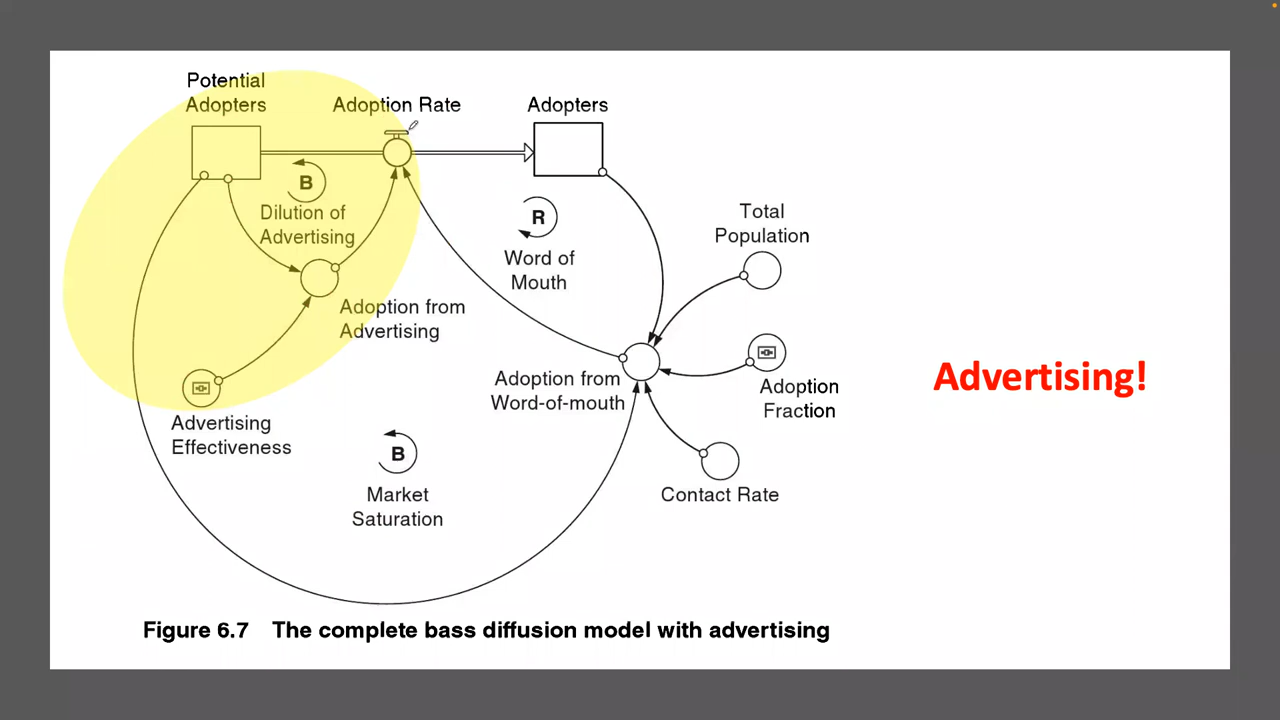 Potential
Adopters
Adoption Rate
Adopters
B
Dilution of
Advertising
R
Word of
Mouth
Total
Population
Adoption from
Advertising
Adoption from
Word-of-mouth
Adoption
Fraction
Advertising!
Advertising
Effectiveness
B
Market
Saturation
Contact Rate
Figure 6.7 The complete bass diffusion model with advertising